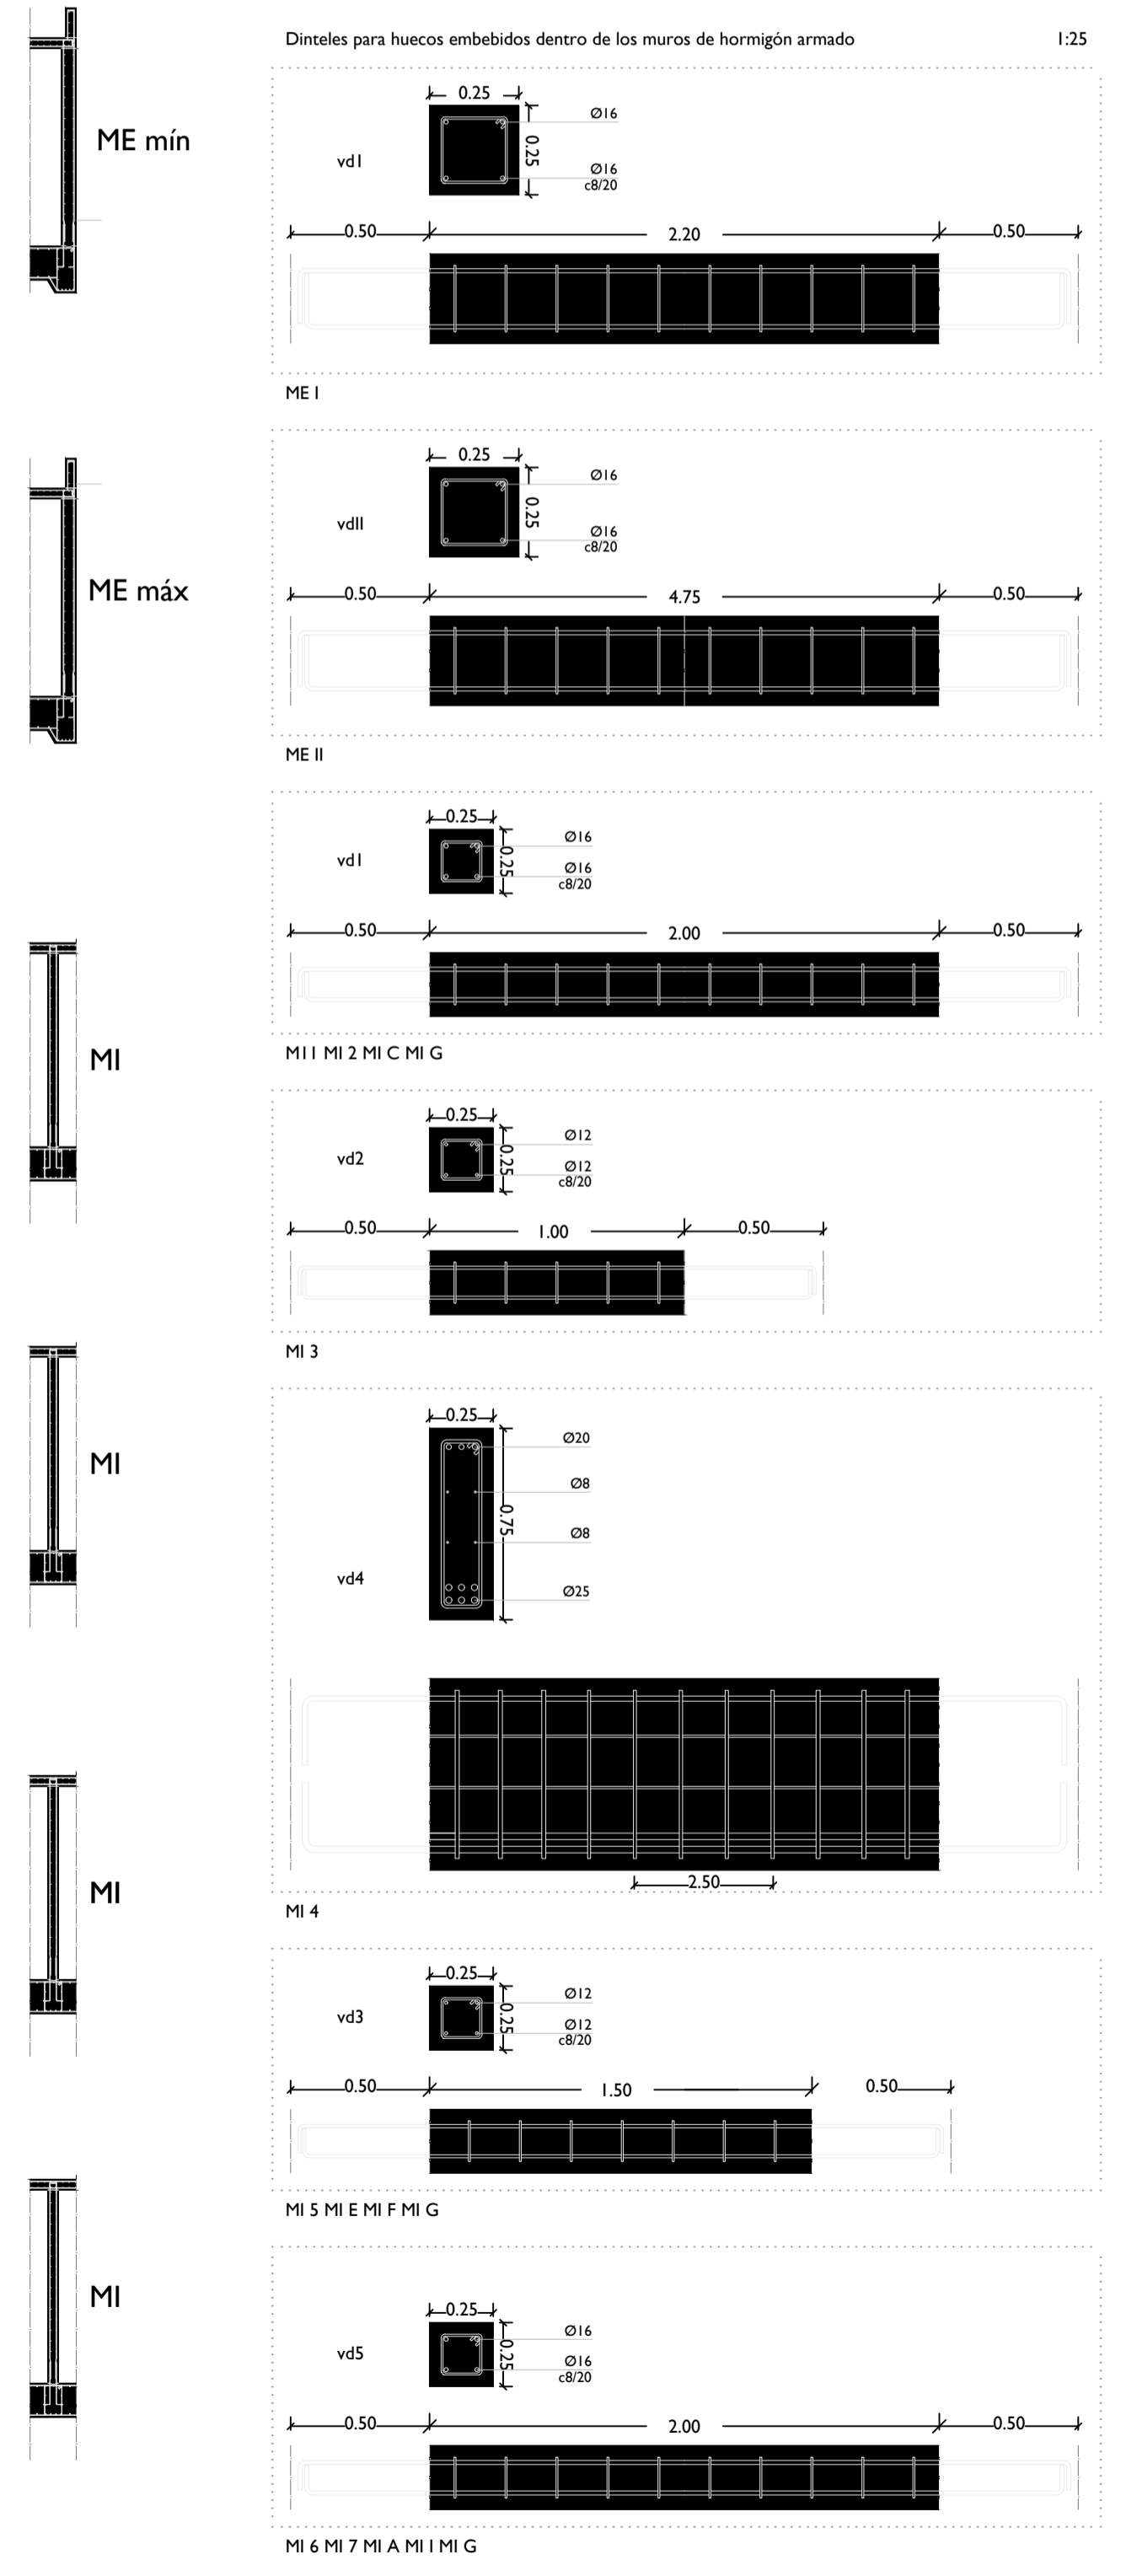 Dinteles para huecos embebidos dentro de los muros de hormigón armado 1:25
ME mín
0.25
Ø16
vd1
0.25
Ø16
c8/20
0.50 2.20 0.50
ME I
0.25
Ø16
vdII
0.25
Ø16
c8/20
ME máx
0.50 4.75 0.50
ME II
0.25
Ø16
vd1
0.25
Ø16
c8/20
0.50 2.00 0.50
MI
MI1 MI 2 MI C MI G
0.25
Ø12
vd2
0.25
Ø12
c8/20
0.50 1.00 0.50
MI 3
0.25
Ø20
MI
Ø8
0.75
Ø8
vd4
Ø25
2.50
MI
MI 4
0.25
Ø12
vd3
0.25
Ø12
c8/20
0.50 1.50 0.50
MI 5 MI E MI F MI G
MI
0.25
Ø16
vd5
0.25
Ø16
c8/20
0.50 2.00 0.50
MI 6 MI 7 MI A MI I MI G